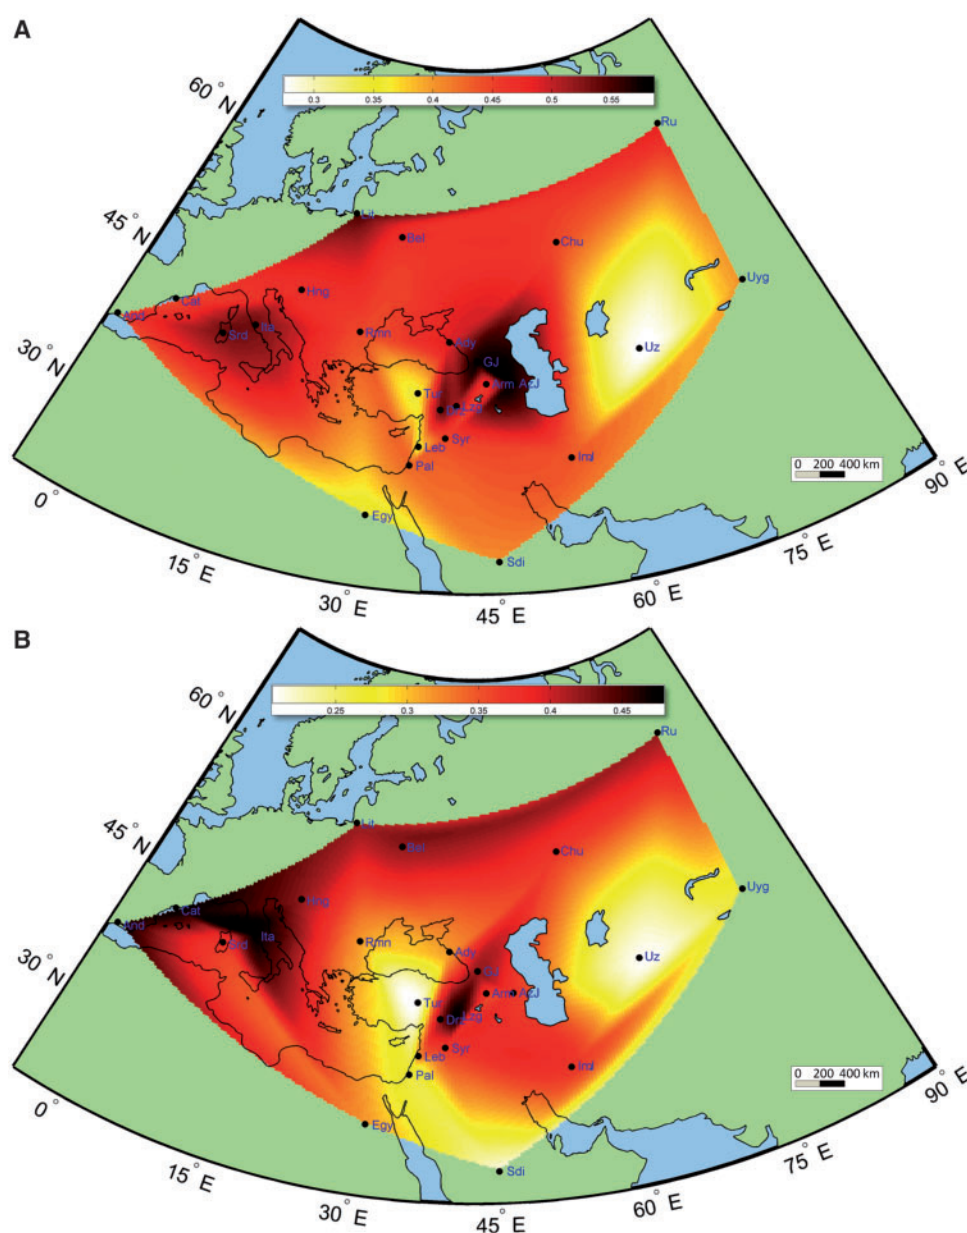 A
0.3 0.35 0.4 0.45 0.5 0.55
60° N
Ru
45° N
Lit
Bel
Chu
Uyg
Cat
Hng
And
Ita
Srd
Rmn
Ady
30° N
GJ
Uz
Arm AzJ
Tur
Drz Lzg
Syr
Leb
Pal
Irnl
0 200 400 km
0°
Egy
90° E
Sdi
15° E
75° E
30° E
60° E
45° E
B
0.25 0.3 0.35 0.4 0.45
60° N
Ru
45° N
Lit
Bel
Chu
Uyg
Hng
Cat
And
Ita
Srd
Rmn
Ady
30° N
Uz
GJ
Arm AzJ
Tur
Lzg
Drz
Syr
Leb
Pal
Irnl
0 200 400 km
0°
Egy
90° E
Sdi
15° E
75° E
30° E
60° E
45° E